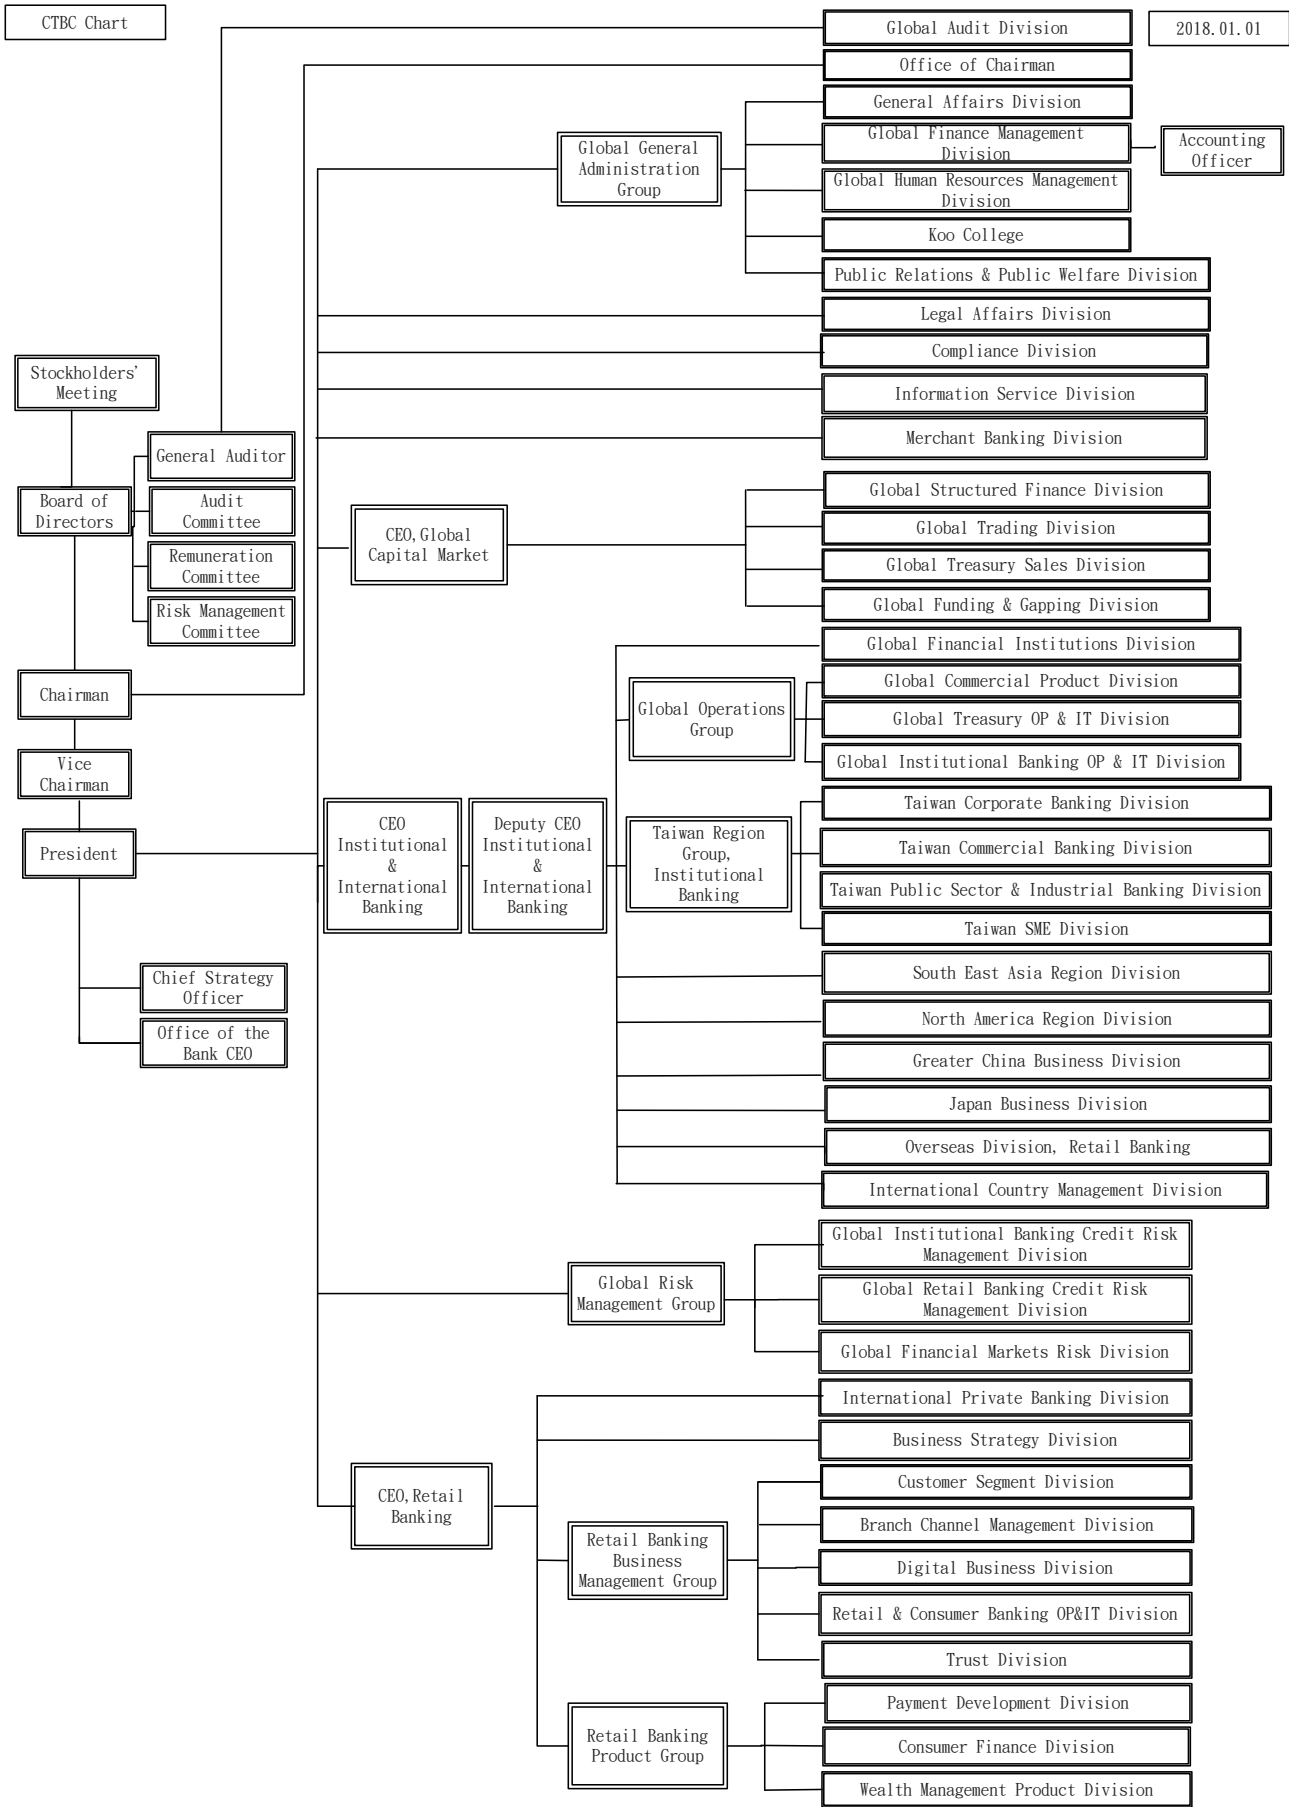 CTBC Chart
2018.01.01
Global Audit Division
Office of Chairman
General Affairs Division
Global Finance Management
Division
Accounting
Officer
Global General
Administration
Group
Global Human Resources Management
Division
Koo College
Public Relations & Public Welfare Division
Legal Affairs Division
Compliance Division
Information Service Division
Merchant Banking Division
Stockholders'
Meeting
General Auditor
Board of
Directors
Audit
Committee
Remuneration
Committee
Risk Management
Committee
CEO,Global
Capital Market
Global Structured Finance Division
Global Trading Division
Global Treasury Sales Division
Global Funding & Gapping Division
Chairman
Vice
Chairman
President
Chief Strategy
Officer
Office of the
Bank CEO
CEO
Institutional
&
International
Banking
Deputy CEO
Institutional
&
International
Banking
Global Financial Institutions Division
Global Operations
Group
Global Commercial Product Division
Global Treasury OP & IT Division
Global Institutional Banking OP & IT Division
Taiwan Region
Group,
Institutional
Banking
Taiwan Corporate Banking Division
Taiwan Commercial Banking Division
Taiwan Public Sector & Industrial Banking Division
Taiwan SME Division
South East Asia Region Division
North America Region Division
Greater China Business Division
Japan Business Division
Overseas Division, Retail Banking
International Country Management Division
Global Risk
Management Group
Global Institutional Banking Credit Risk
Management Division
Global Retail Banking Credit Risk
Management Division
Global Financial Markets Risk Division
CEO,Retail
Banking
International Private Banking Division
Business Strategy Division
Retail Banking
Business
Management Group
Customer Segment Division
Branch Channel Management Division
Digital Business Division
Retail & Consumer Banking OP&IT Division
Trust Division
Retail Banking
Product Group
Payment Development Division
Consumer Finance Division
Wealth Management Product Division